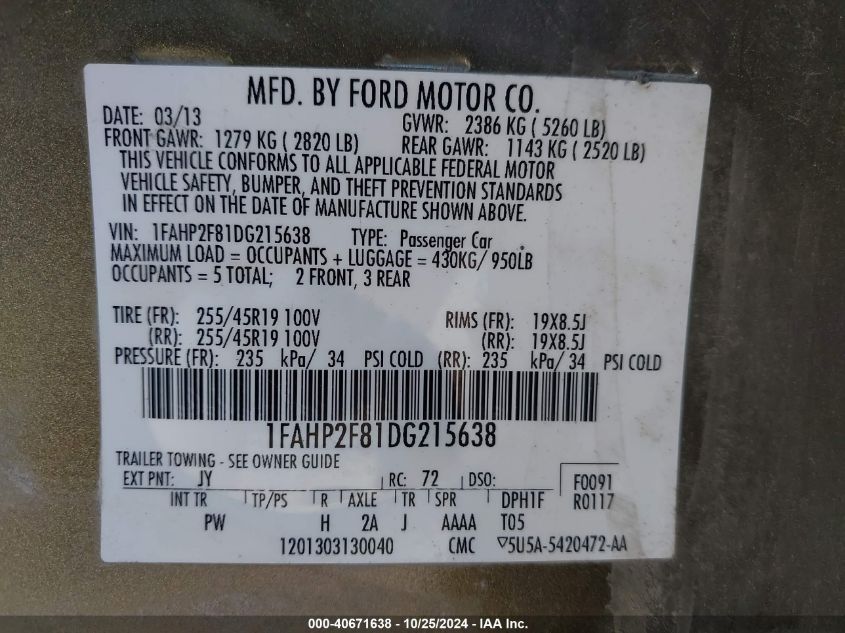 MFD. BY FORD MOTOR CO.
DATE: 03/13 GVWR: 2386 KG ( 5260 LB)
FRONT GAWR: 1279 KG ( 2820 LB) REAR GAWR: 1143 KG ( 2520 LB)
THIS VEHICLE CONFORMS TO ALL APPLICABLE FEDERAL MOTOR
VEHICLE SAFETY, BUMPER, AND THEFT PREVENTION STANDARDS
IN EFFECT ON THE DATE OF MANUFACTURE SHOWN ABOVE.
VIN: 1FAHP2F81DG215638 TYPE: Passenger Car
MAXIMUM LOAD = OCCUPANTS + LUGGAGE = 430KG/ 950LB
OCCUPANTS = 5 TOTAL; 2 FRONT, 3 REAR
TIRE (FR): 255/45R19 100V RIMS (FR): 19X8.5J
(RR): 255/45R19 100V (RR): 19X8.5J
PRESSURE (FR): 235 kPa/ 34 PSI COLD (RR): 235 kPa/ 34 PSI COLD
1FAHP2F81DG215638
TRAILER TOWING - SEE OWNER GUIDE
EXT PNT: JY RC: 72 DSO: F0091
INT TR TP/PS R AXLE TR SPR DPH1F R0117
PW H 2A J AAAA T05
1201303130040 CMC ▽5U5A-5420472-AA
000-40671638 - 10/25/2024 - IAA Inc.